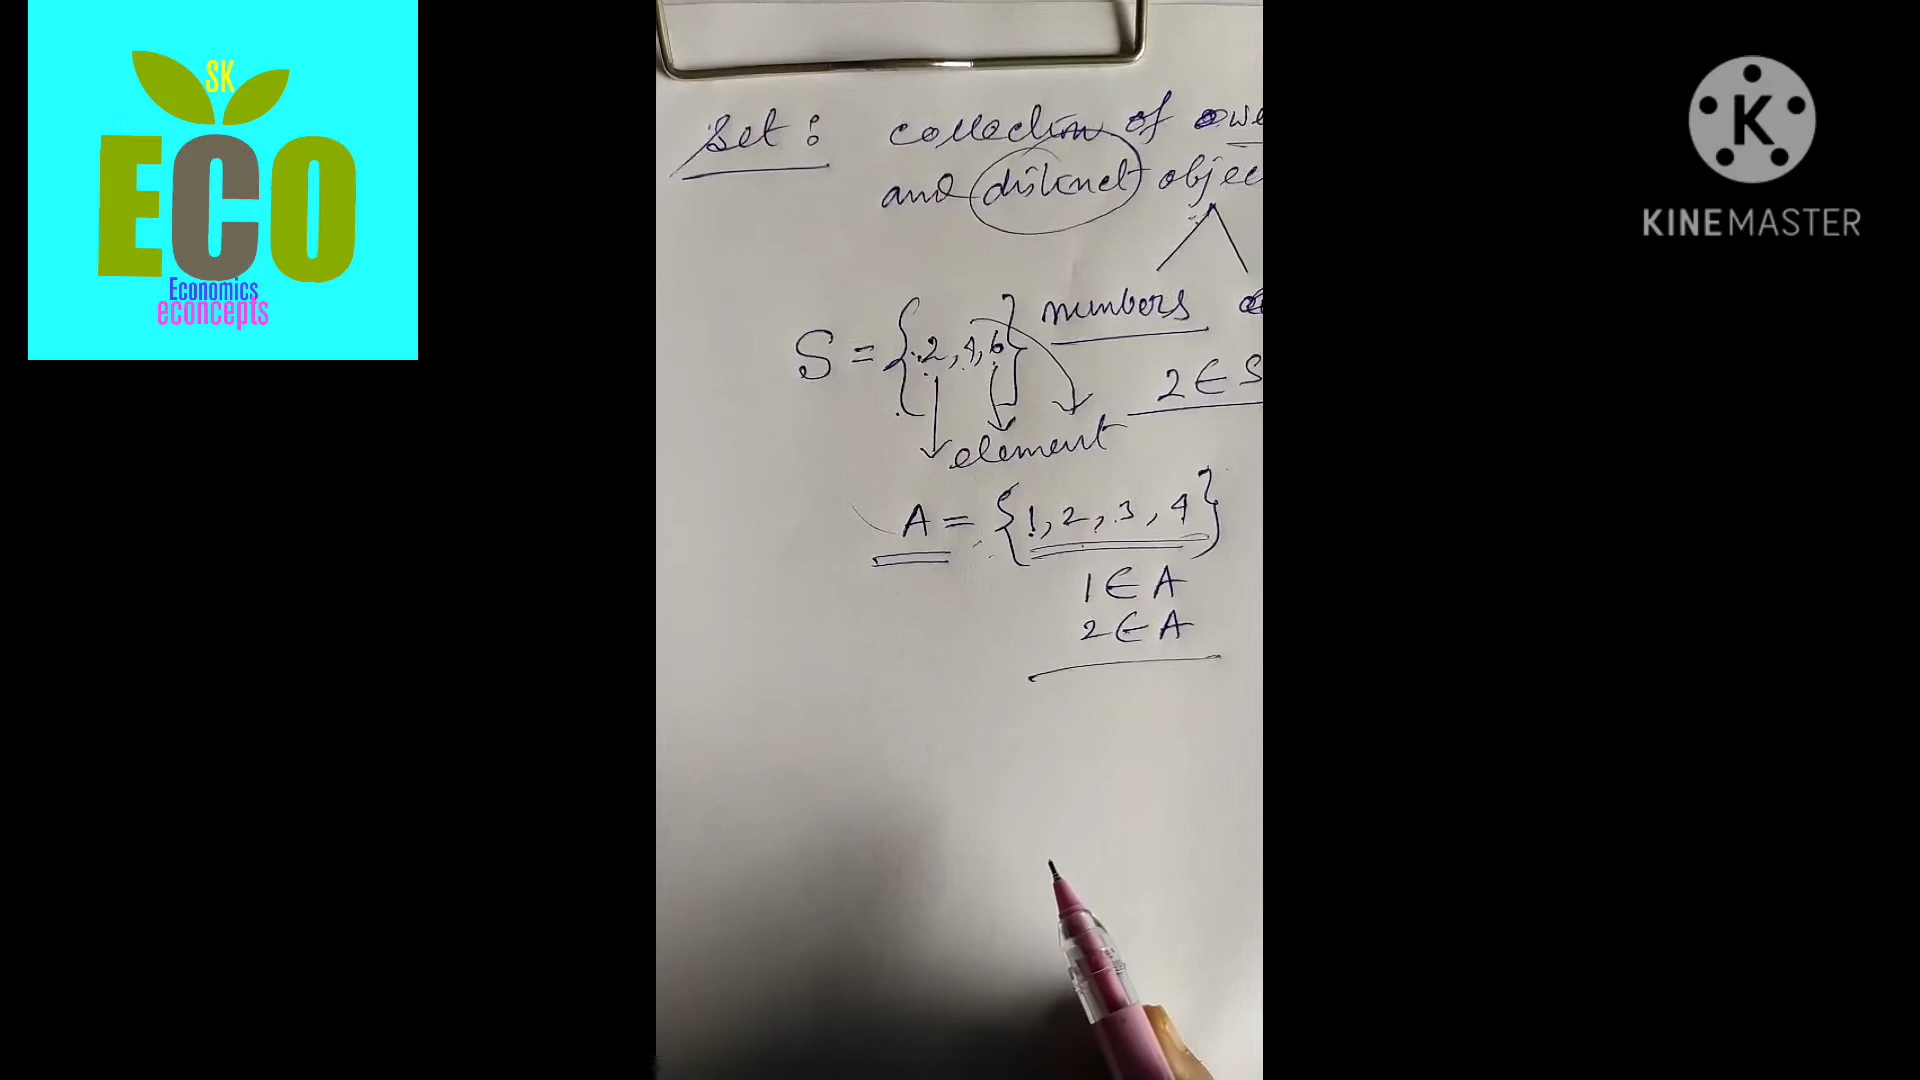 SK
ECO
Economics
econcepts
KINEMASTER
Set : collection of
and distinct objec
numbers
S = {2, 4, 6}
2 ∈ S
element
A = {1, 2, 3, 4}
1 ∈ A
2 ∈ A